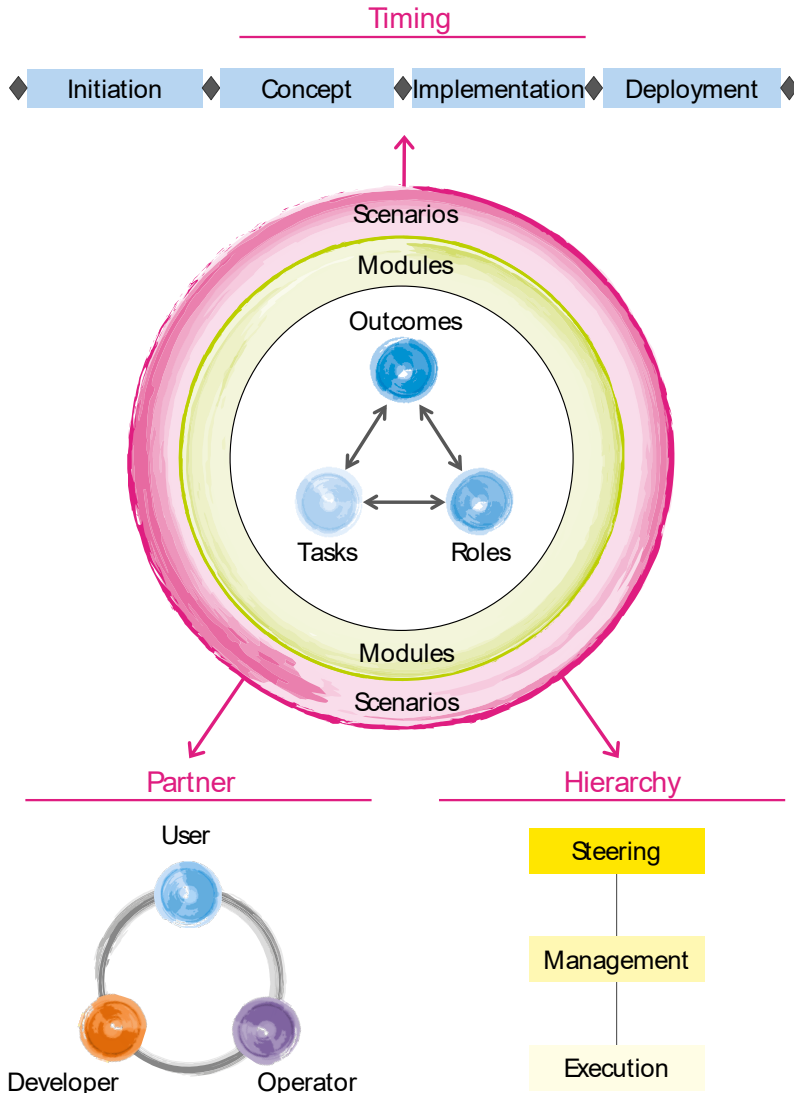 Timing
Initiation Concept Implementation Deployment
Scenarios
Modules
Outcomes
Tasks Roles
Modules
Scenarios
Partner Hierarchy
User
Steering
Management
Execution
Developer Operator